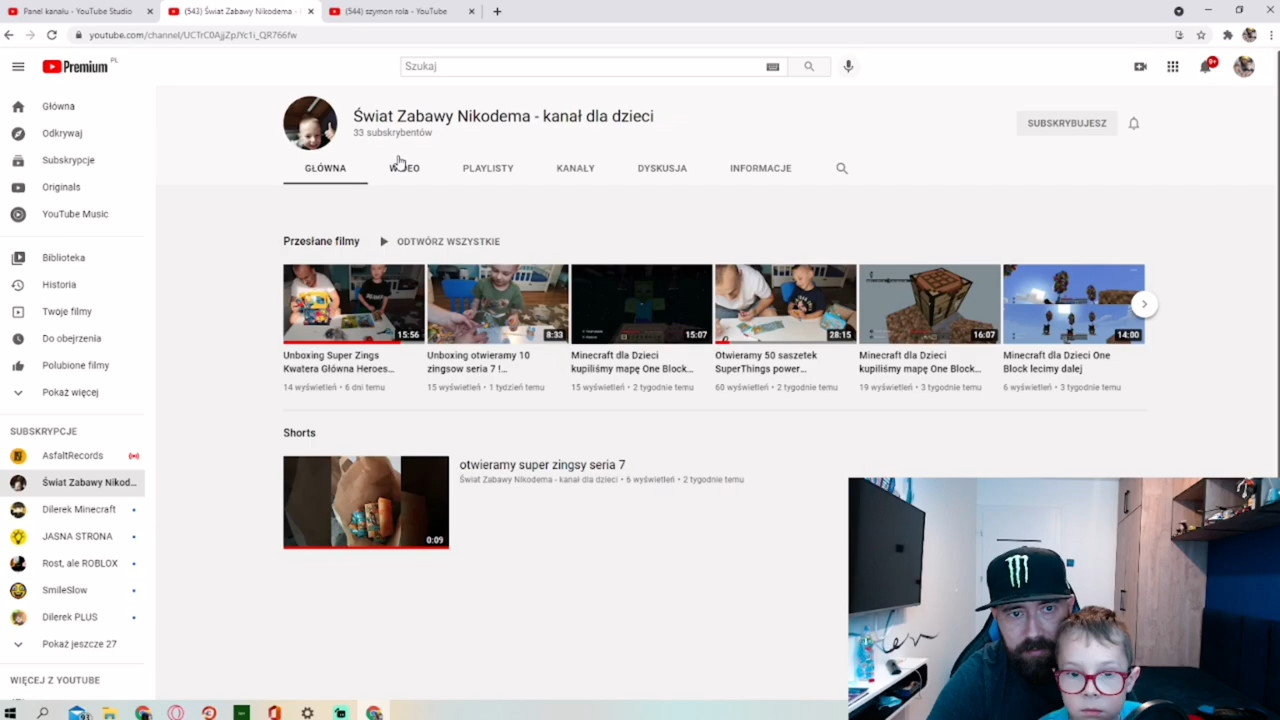 Panel kanału - YouTube Studio
(543) Świat Zabawy Nikodema -
(544) szymon rola - YouTube
youtube.com/channel/UCTrC0AjjZpJYc1i_QR766fw
Premium PL
Szukaj
9+
Główna
Odkrywaj
Subskrypcje
Originals
YouTube Music
Biblioteka
Historia
Twoje filmy
Do obejrzenia
Polubione filmy
Pokaż więcej
SUBSKRYPCJE
AsfaltRecords
Świat Zabawy Nikod...
Dilerek Minecraft
JASNA STRONA
Rost, ale ROBLOX
SmileSlow
Dilerek PLUS
Pokaż jeszcze 27
WIĘCEJ Z YOUTUBE
Świat Zabawy Nikodema - kanał dla dzieci
33 subskrybentów
SUBSKRYBUJESZ
GŁÓWNA WIDEO PLAYLISTY KANAŁY DYSKUSJA INFORMACJE
Przesłane filmy ODTWÓRZ WSZYSTKIE
15:56
Unboxing Super Zings
Kwatera Główna Heroes...
14 wyświetleń • 6 dni temu
8:33
Unboxing otwieramy 10
zingsow seria 7 !...
15 wyświetleń • 1 tydzień temu
15:07
Minecraft dla Dzieci
kupiliśmy mapę One Block...
15 wyświetleń • 2 tygodnie temu
28:15
Otwieramy 50 saszetek
SuperThings power...
60 wyświetleń • 2 tygodnie temu
16:07
Minecraft dla Dzieci
kupiliśmy mapę One Block...
19 wyświetleń • 3 tygodnie temu
14:00
Minecraft dla Dzieci One
Block lecimy dalej
6 wyświetleń • 3 tygodnie temu
Shorts
0:09
otwieramy super zingsy seria 7
Świat Zabawy Nikodema - kanał dla dzieci • 6 wyświetleń • 2 tygodnie temu